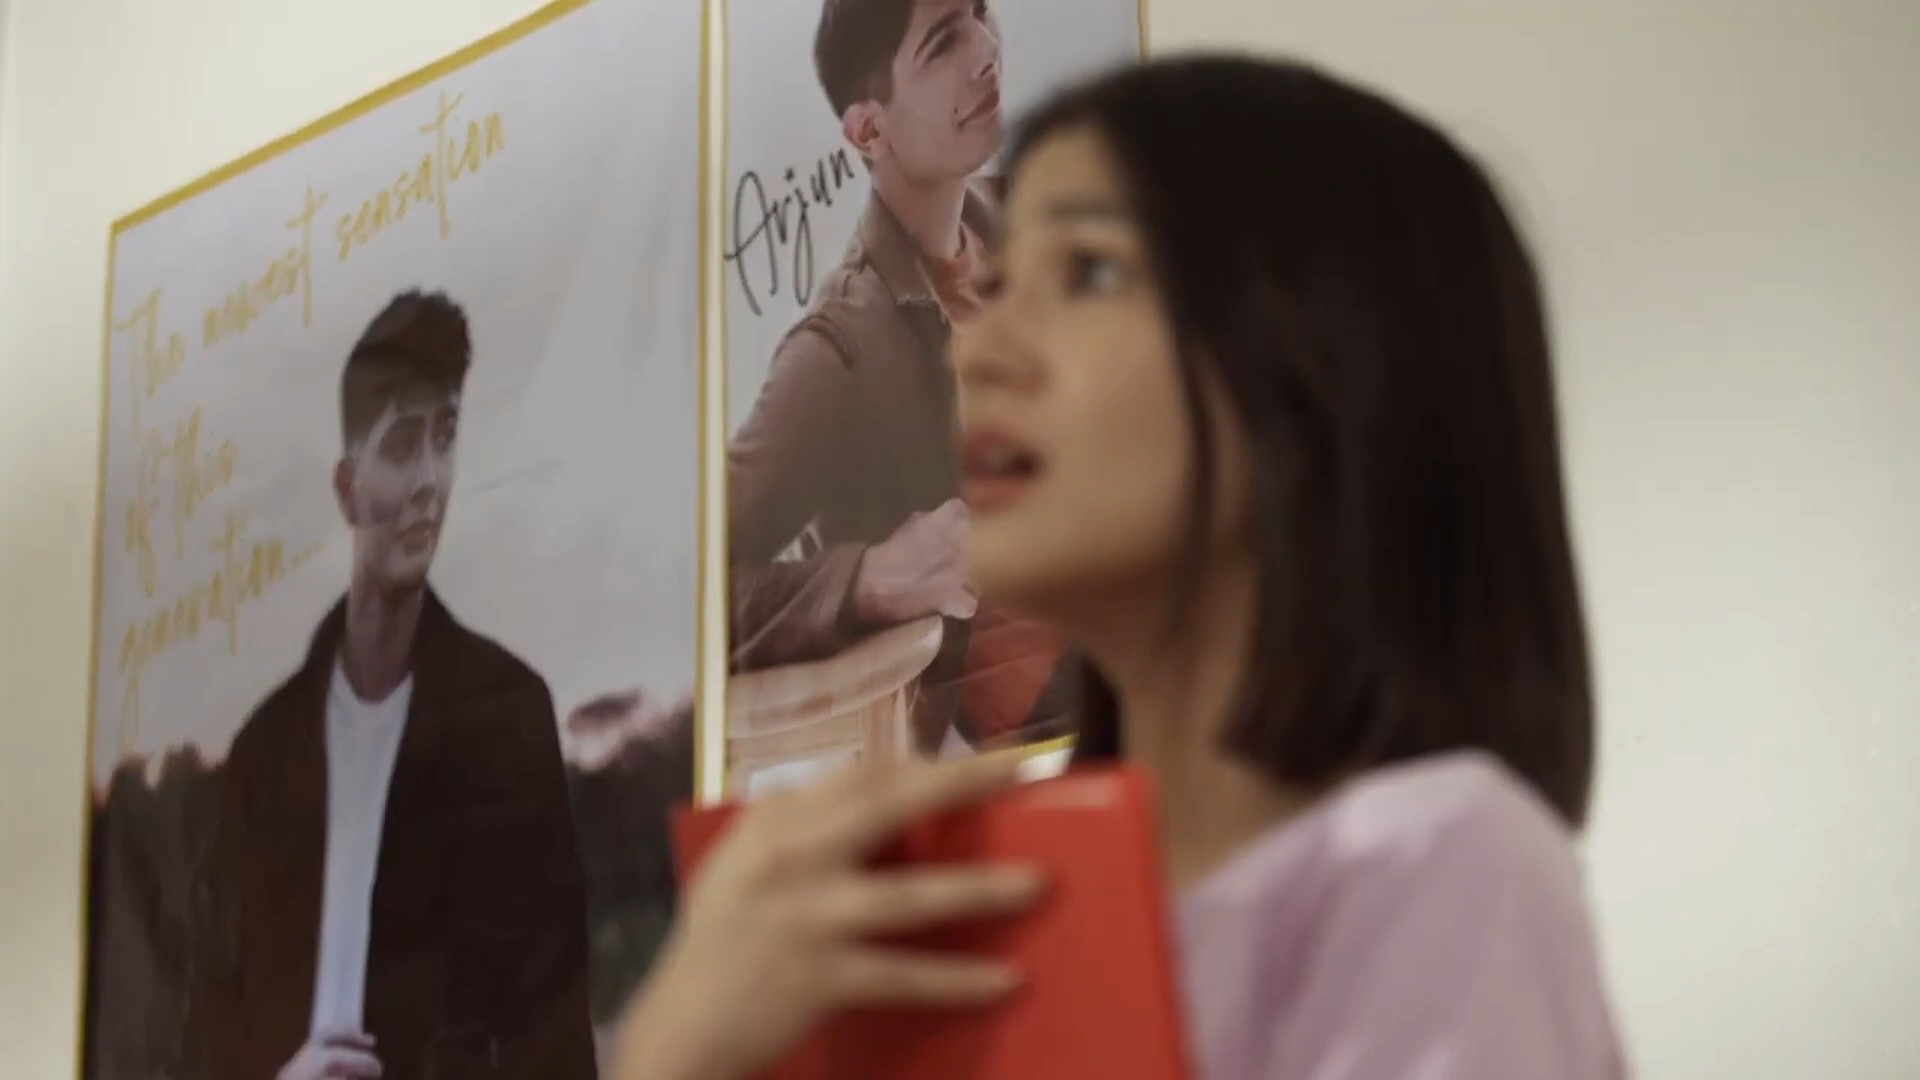 The newest sensation
of this
generation...
Arjun